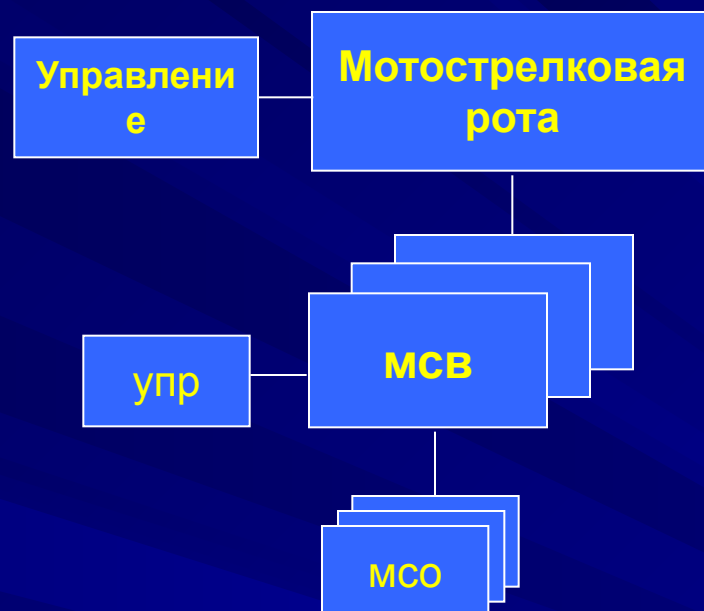 Управлени
е
Мотострелковая
рота
мсв
упр
мсо